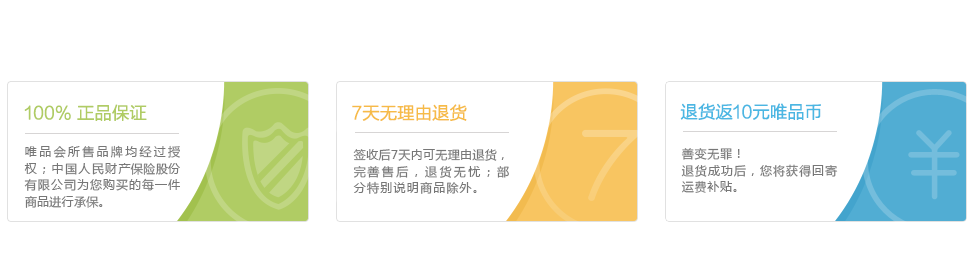 100% 正品保证
唯品会所售品牌均经过授
权；中国人民财产保险股份
有限公司为您购买的每一件
商品进行承保。
7天无理由退货
签收后7天内可无理由退货，
完善售后，退货无忧；部
分特别说明商品除外。
7
退货返10元唯品币
善变无罪！
退货成功后，您将获得回寄
运费补贴。
¥